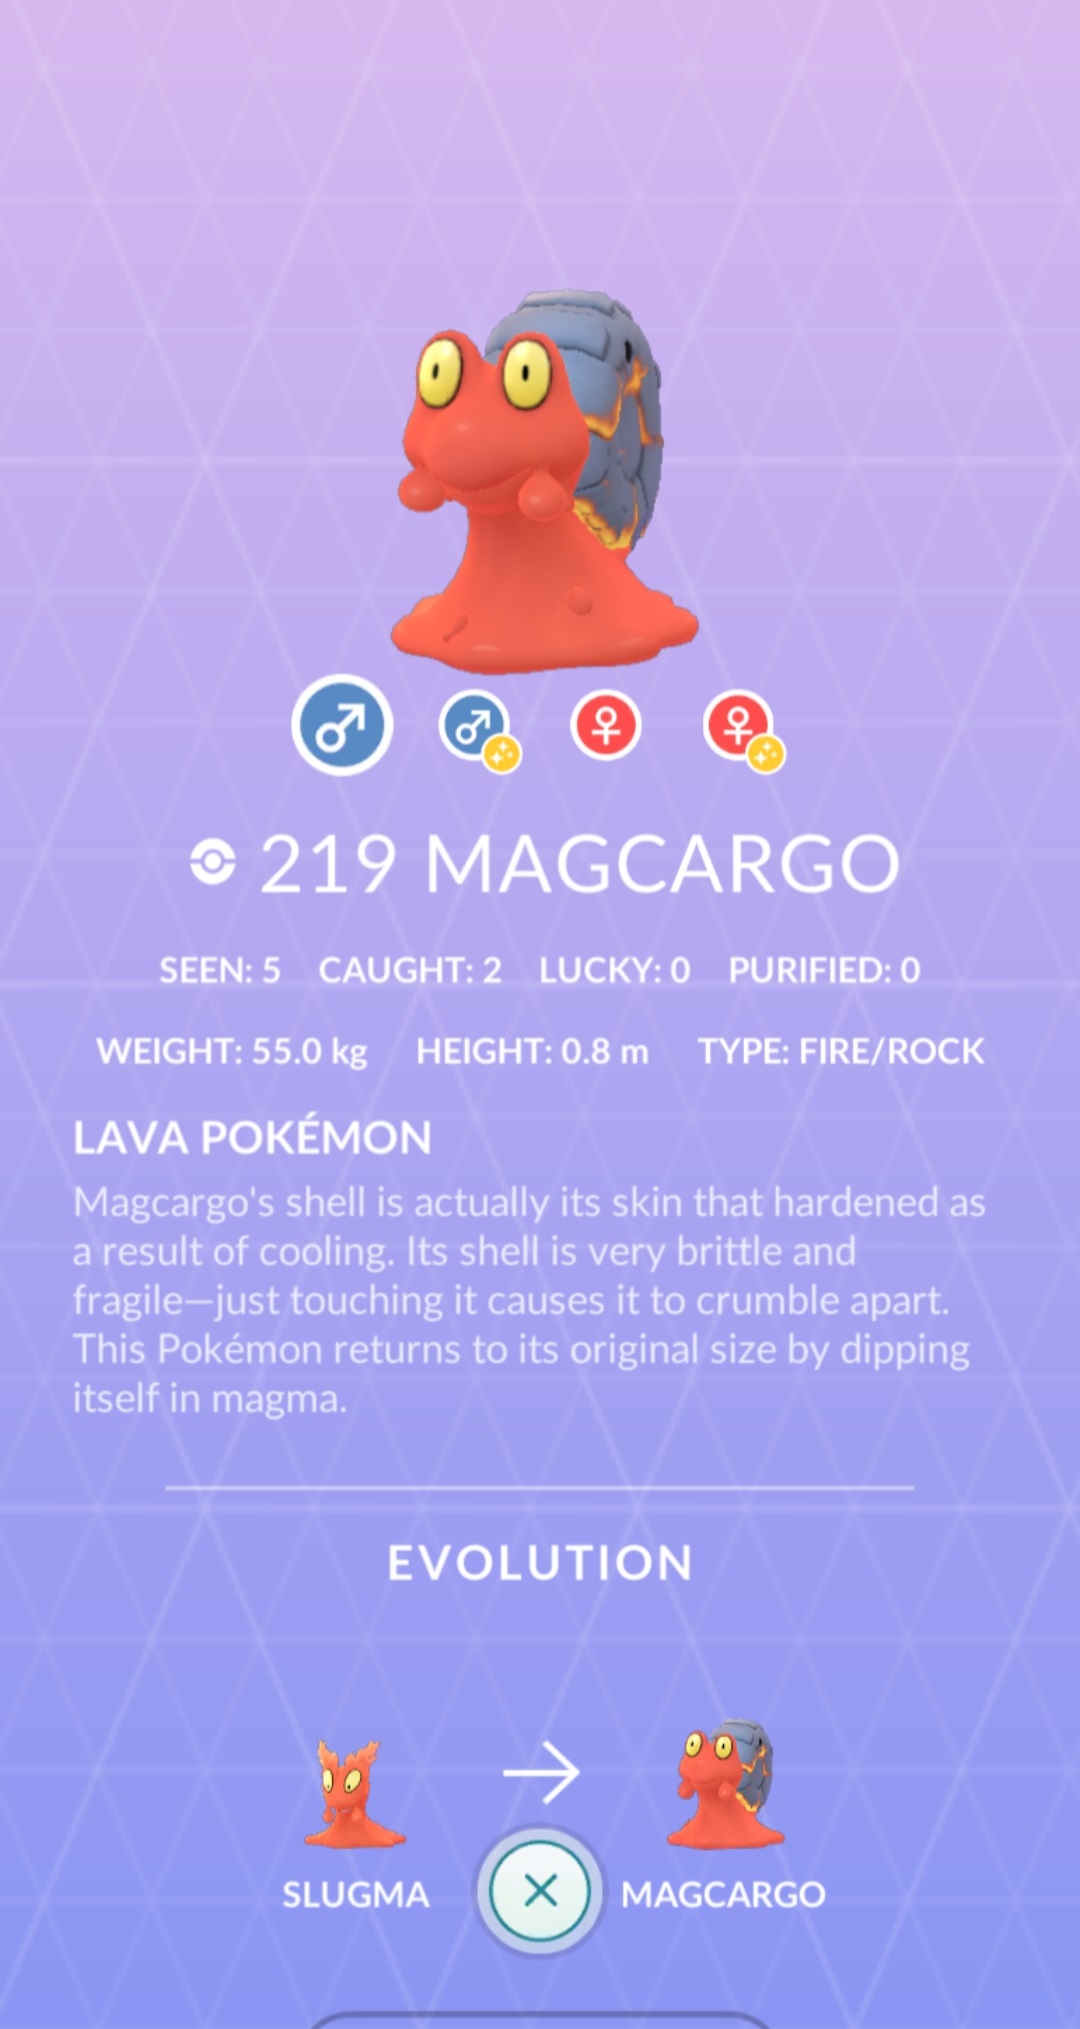 219 MAGCARGO
SEEN: 5 CAUGHT: 2 LUCKY: 0 PURIFIED: 0
WEIGHT: 55.0 kg HEIGHT: 0.8 m TYPE: FIRE/ROCK
LAVA POKÉMON
Magcargo's shell is actually its skin that hardened as
a result of cooling. Its shell is very brittle and
fragile—just touching it causes it to crumble apart.
This Pokémon returns to its original size by dipping
itself in magma.
EVOLUTION
SLUGMA MAGCARGO